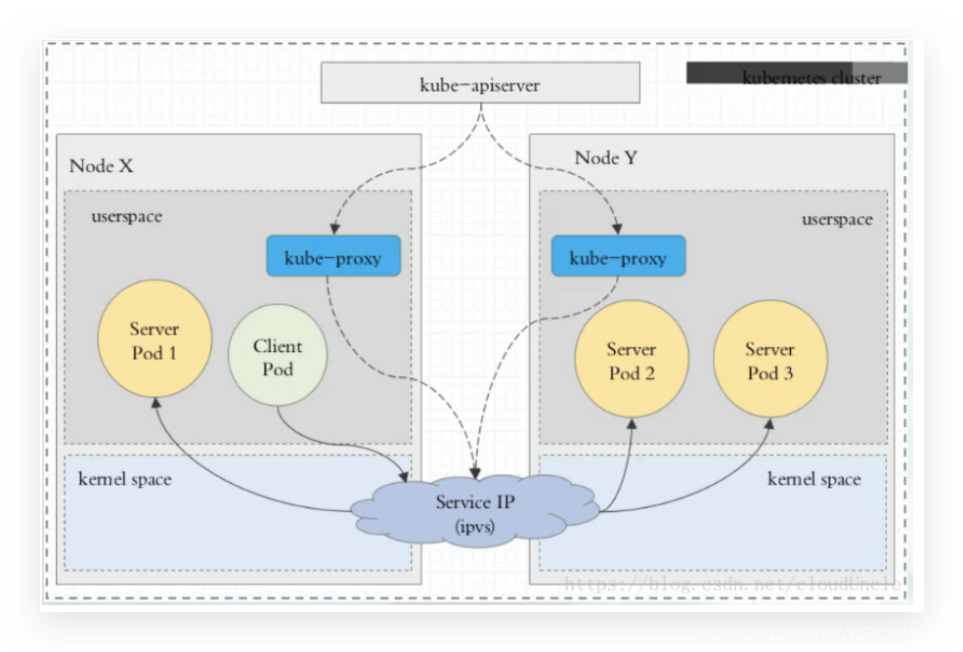 kube-apiserver
kubernetes cluster
Node X
Node Y
userspace
userspace
kube-proxy
kube-proxy
Server
Pod 1
Client
Pod
Server
Pod 2
Server
Pod 3
kernel space
kernel space
Service IP
(ipvs)
https://blog.csdn.net/cloudUncle